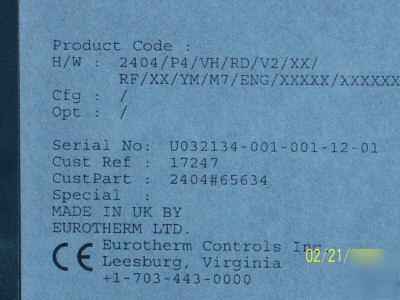 Product Code :
H/W : 2404/P4/VH/RD/V2/XX/
RF/XX/YM/M7/ENG/XXXXX/XXXXXX
Cfg : /
Opt : /
Serial No: U032134-001-001-12-01
Cust Ref : 17247
CustPart : 2404#65634
Special :
MADE IN UK BY
EUROTHERM LTD.
CE Eurotherm Controls Inc.
Leesburg, Virginia
+1-703-443-0000
02/21/